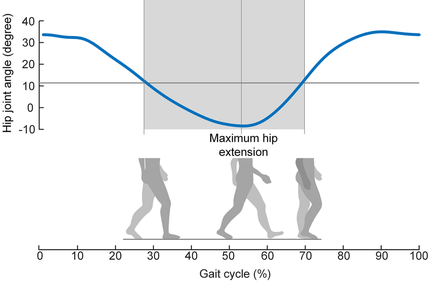 40
30
20
10
0
-10
Hip joint angle (degree)
Maximum hip
extension
0 10 20 30 40 50 60 70 80 90 100
Gait cycle (%)